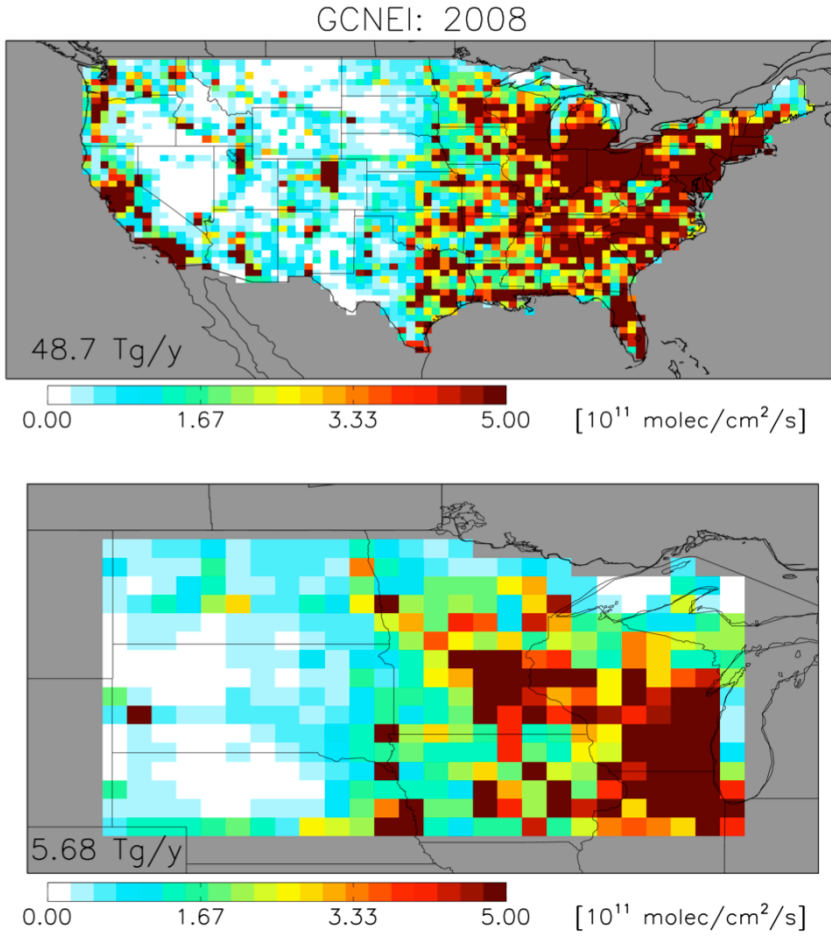 GCNEI: 2008
48.7 Tg/y
0.00 1.67 3.33 5.00 [10¹¹ molec/cm²/s]
5.68 Tg/y
0.00 1.67 3.33 5.00 [10¹¹ molec/cm²/s]